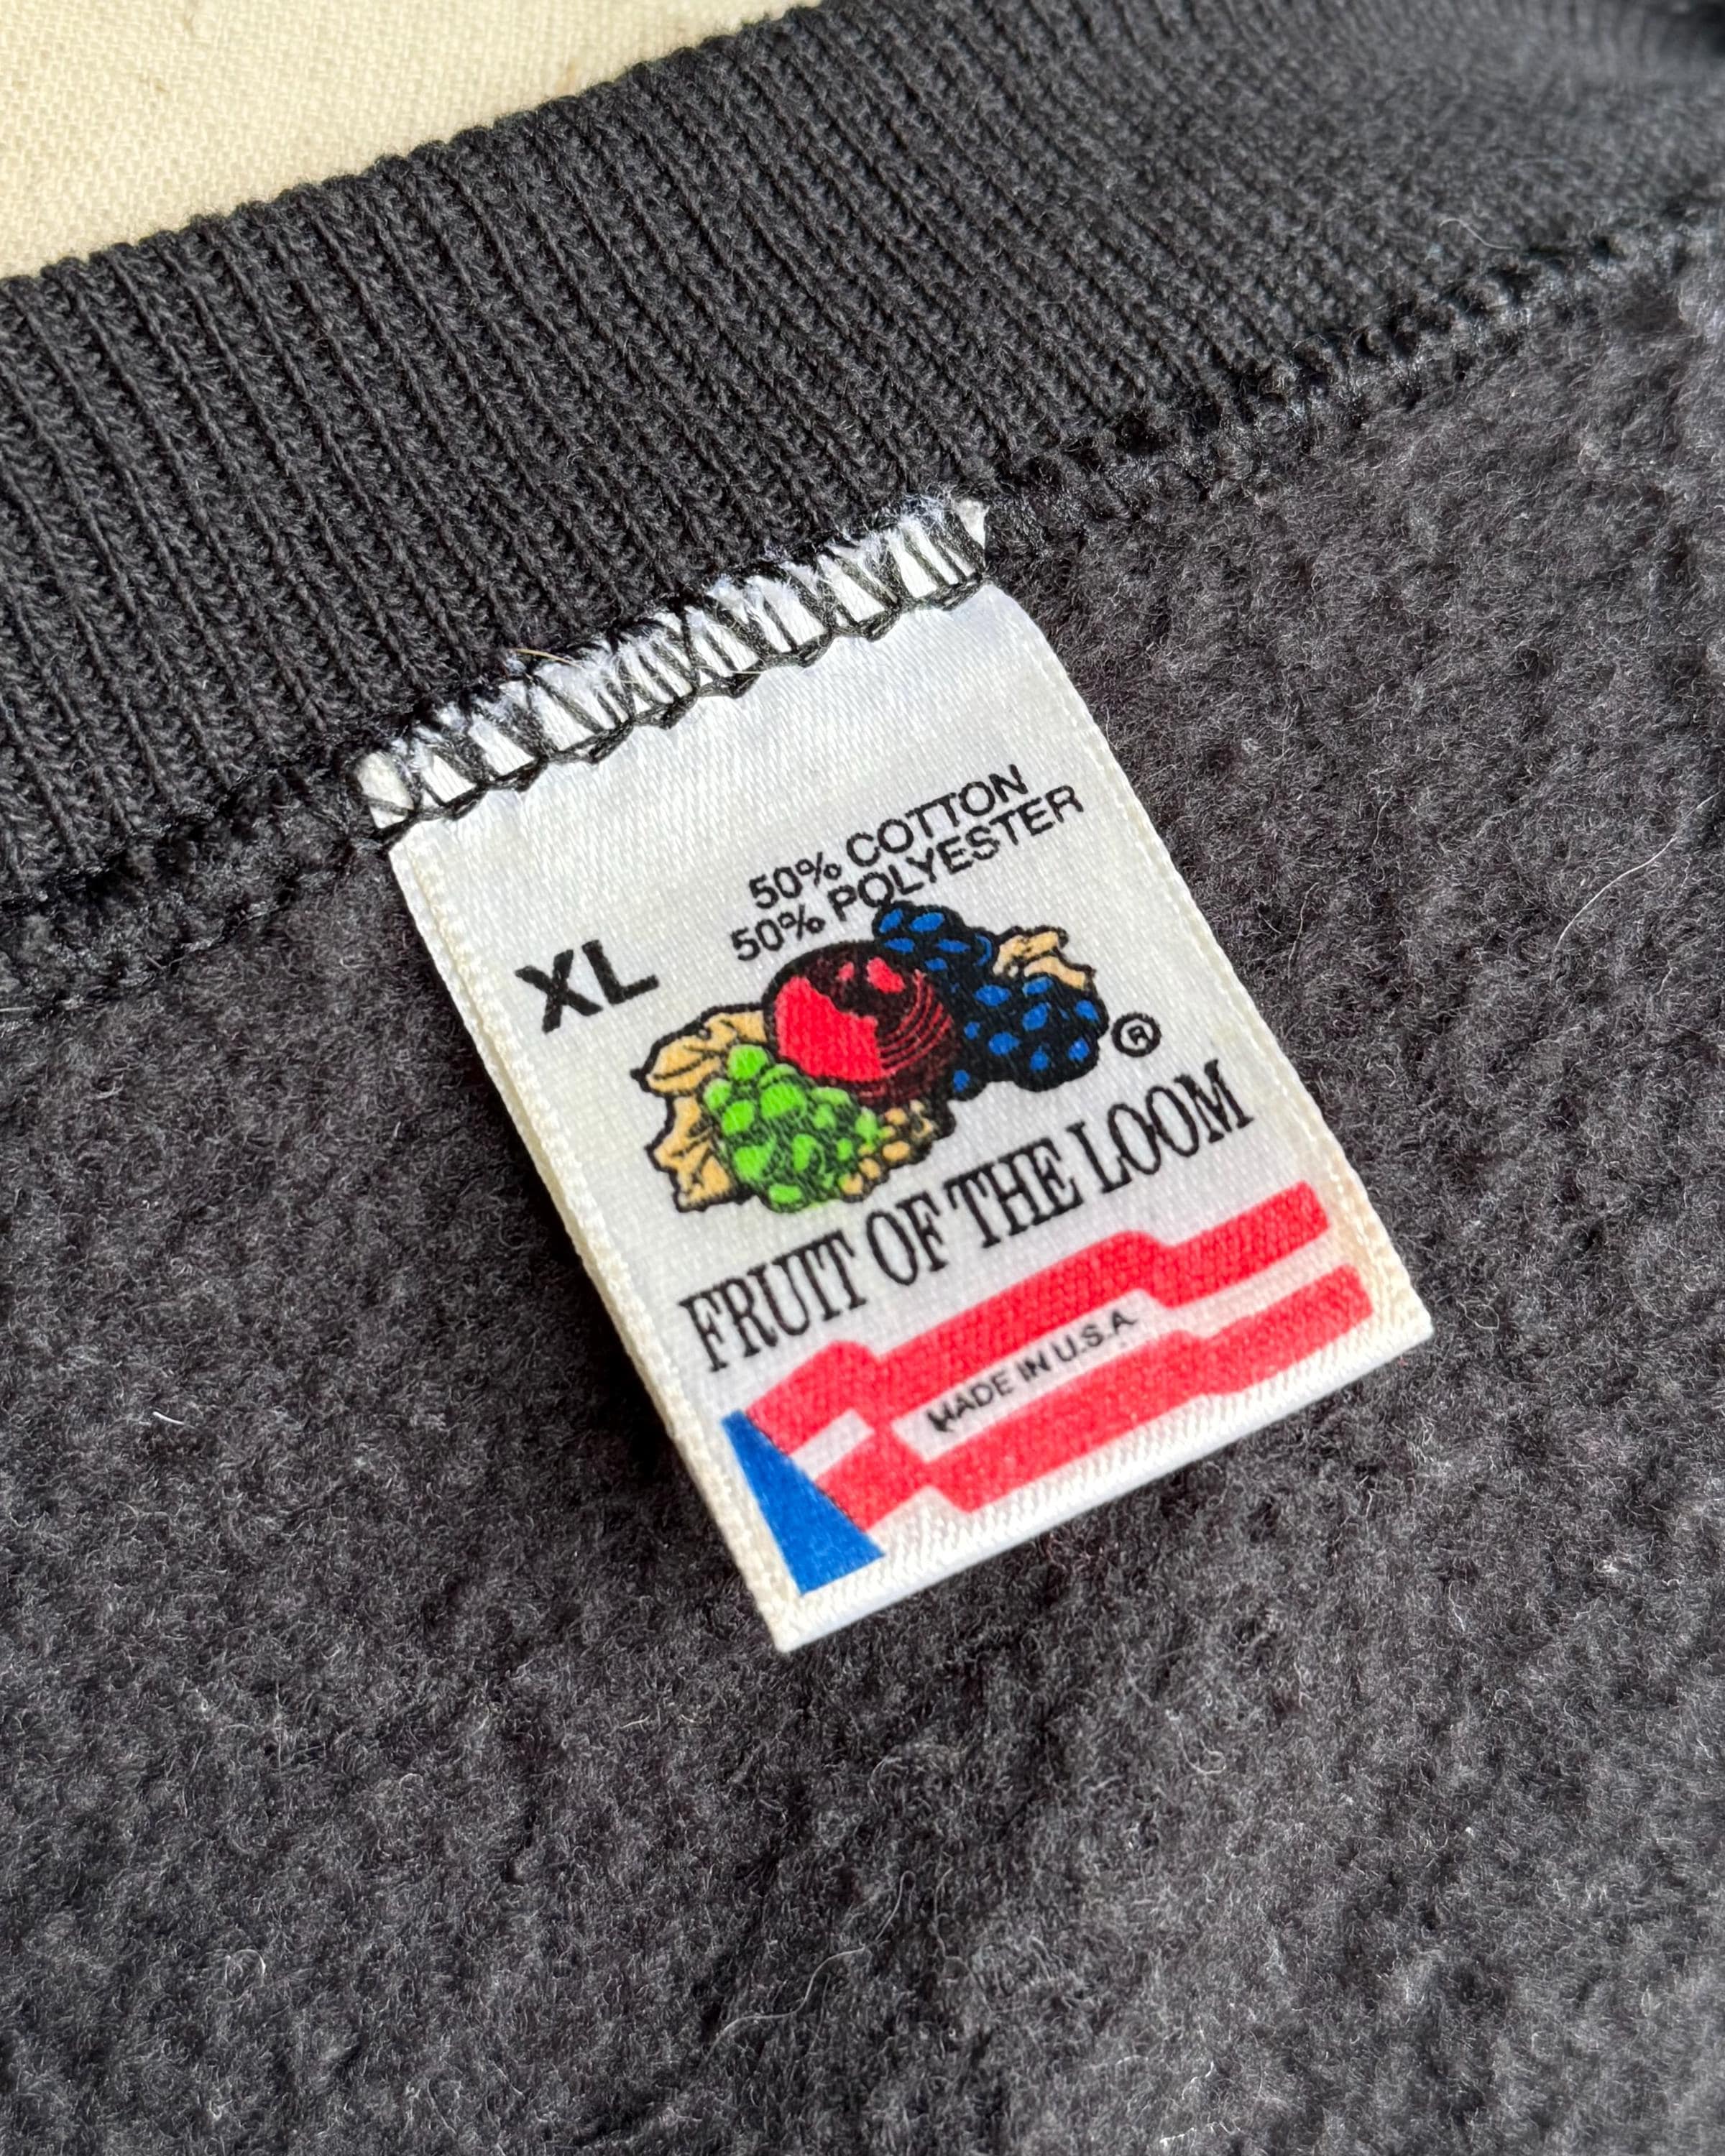 50% COTTON
50% POLYESTER
XL
®
FRUIT OF THE LOOM
MADE IN U.S.A.